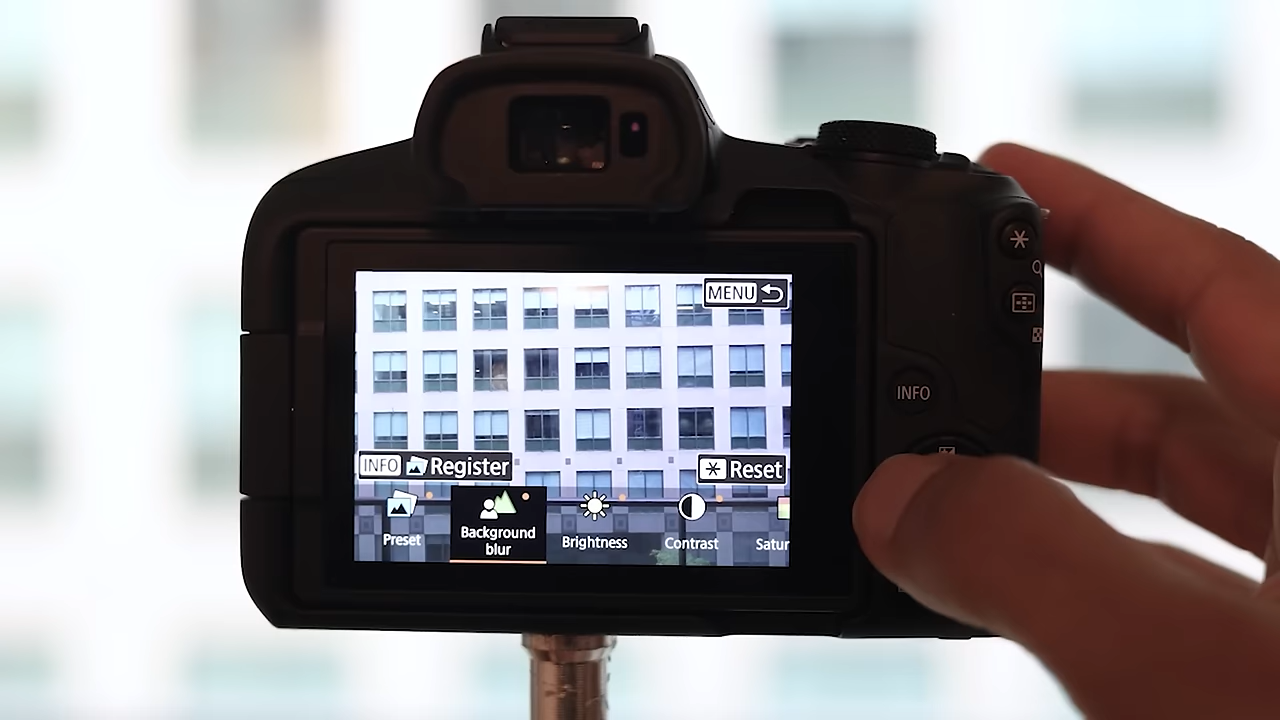 MENU
INFO Register
Reset
Preset
Background
blur
Brightness
Contrast
Satur
INFO